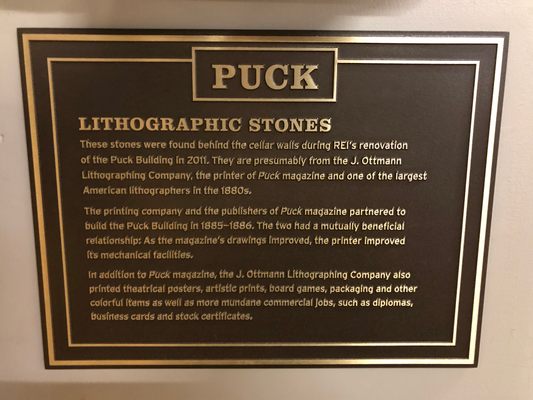 PUCK
LITHOGRAPHIC STONES
These stones were found behind the cellar walls during REI's renovation
of the Puck Building in 2011. They are presumably from the J. Ottmann
Lithographing Company, the printer of Puck magazine and one of the largest
American lithographers in the 1880s.
The printing company and the publishers of Puck magazine partnered to
build the Puck Building in 1885–1886. The two had a mutually beneficial
relationship: As the magazine's drawings improved, the printer improved
its mechanical facilities.
In addition to Puck magazine, the J. Ottmann Lithographing Company also
printed theatrical posters, artistic prints, board games, packaging and other
colorful items as well as more mundane commercial jobs, such as diplomas,
business cards and stock certificates.